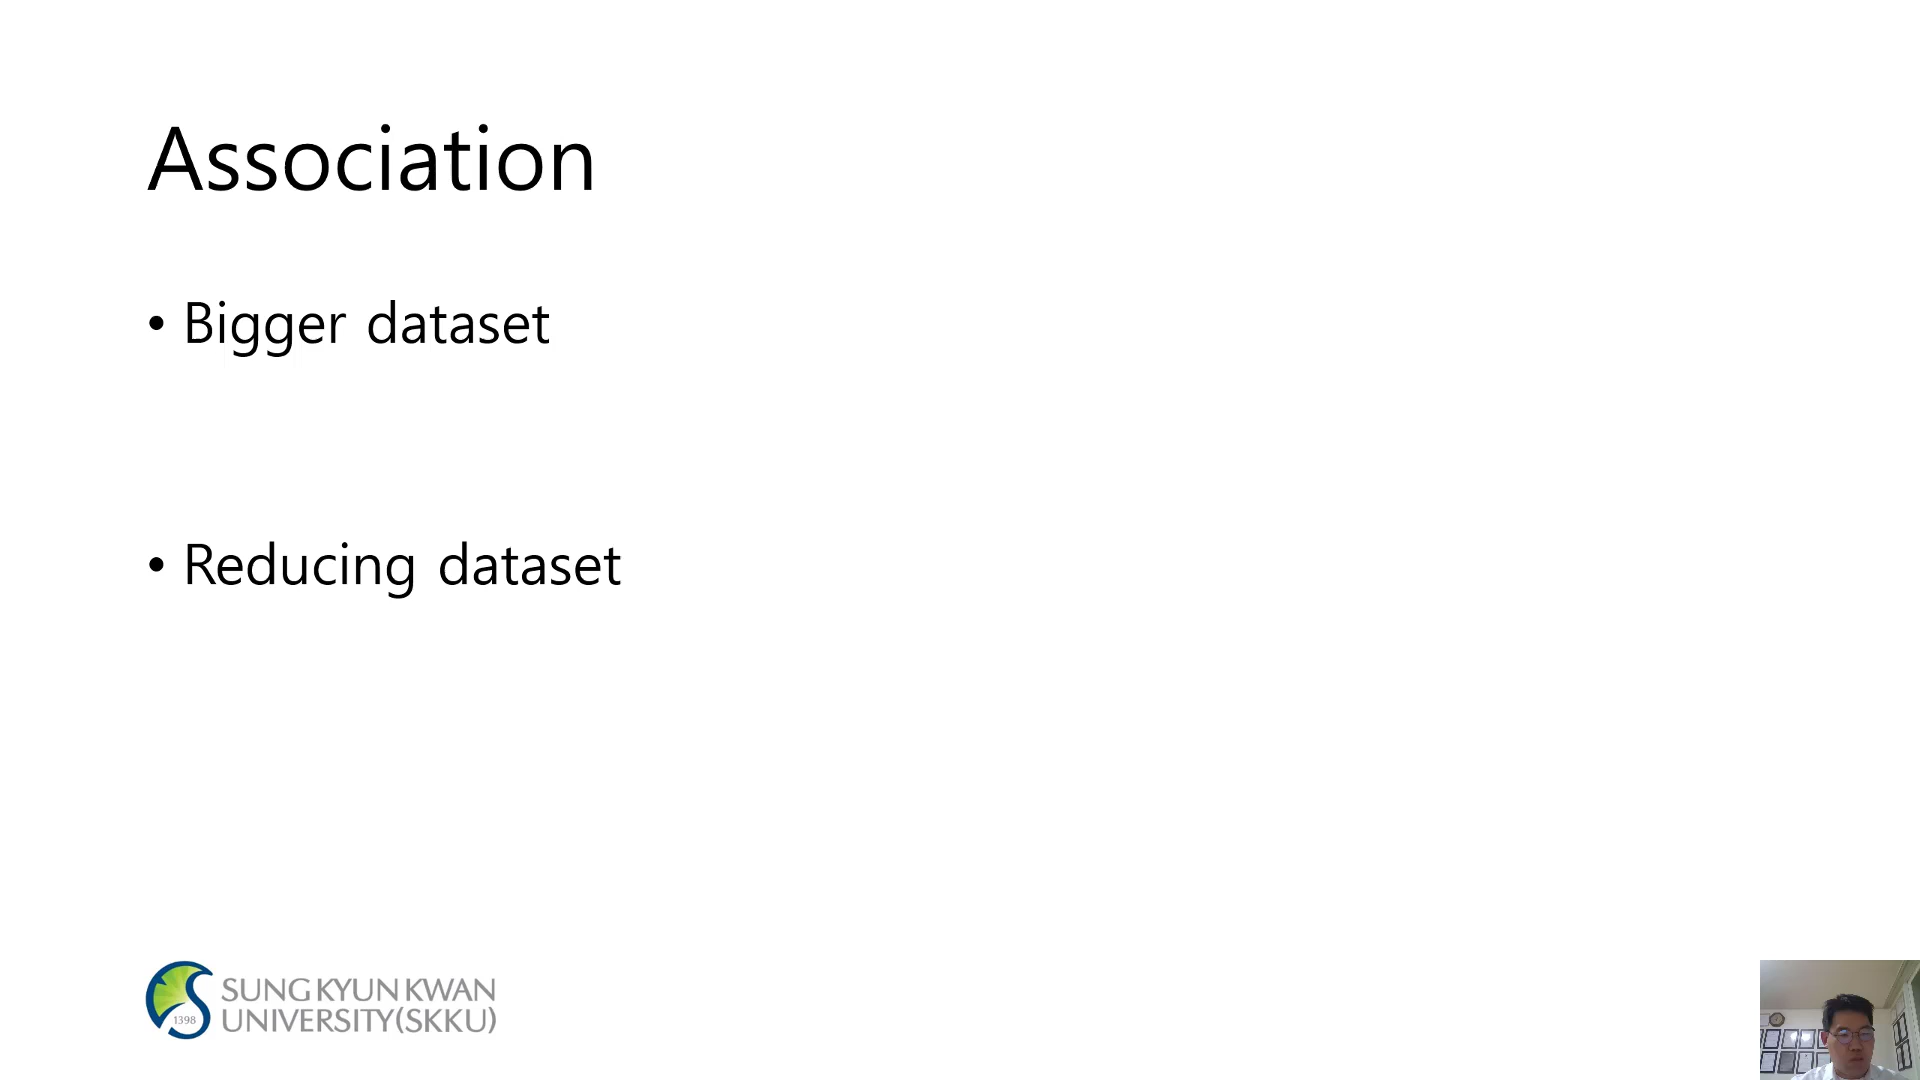 Association
• Bigger dataset
• Reducing dataset
1398
SUNG KYUN KWAN
UNIVERSITY(SKKU)